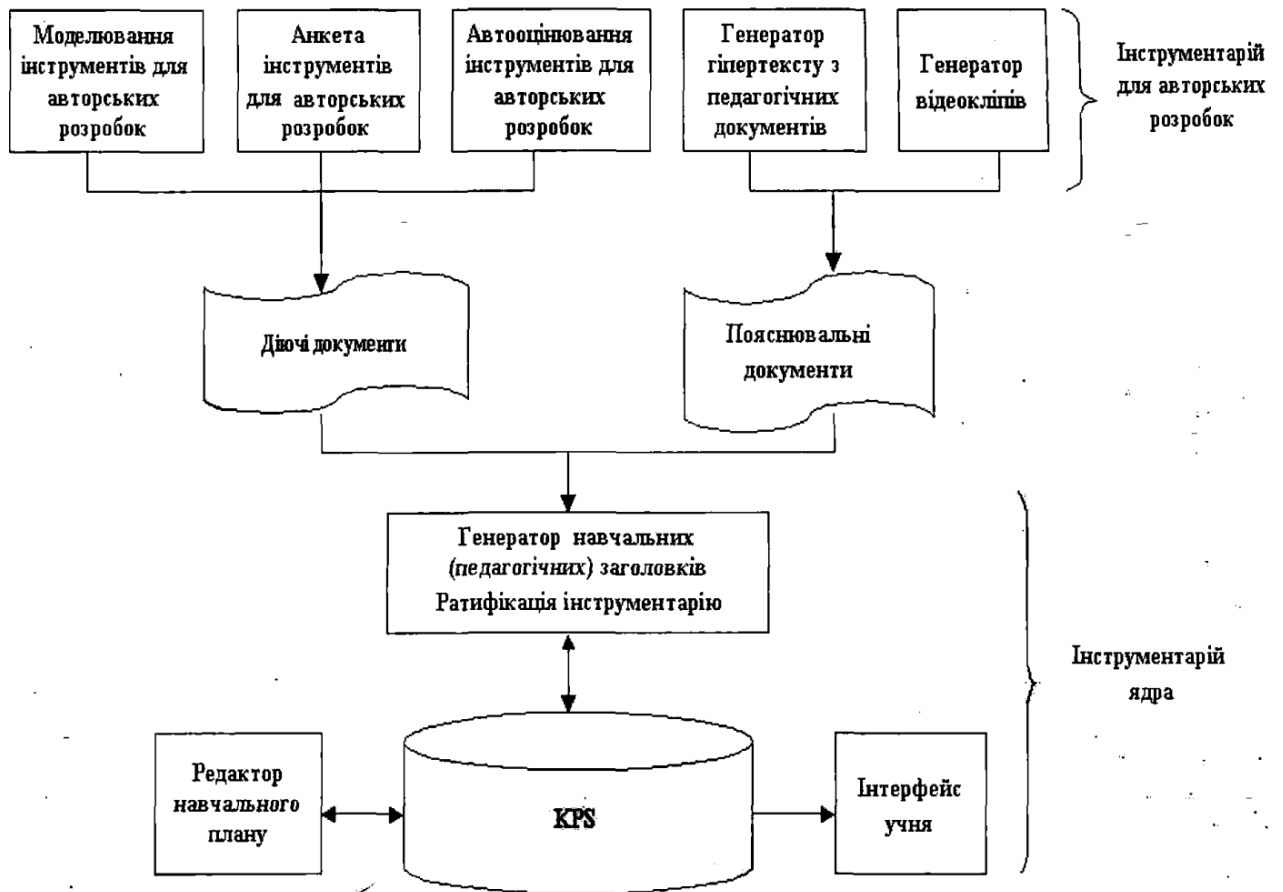 Моделювання
інструментів для
авторських
розробок
Анкета
інструментів
для авторських
розробок
Автооцінювання
інструментів для
авторських
розробок
Генератор
гіпертексту з
педагогічних
документів
Генератор
відеокліпів
Інструментарій
для авторських
розробок
Діючі документи
Пояснювальні
документи
Генератор навчальних
(педагогічних) заголовків
Ратифікація інструментарію
Інструментарій
ядра
Редактор
навчального
плану
KPS
Інтерфейс
учня